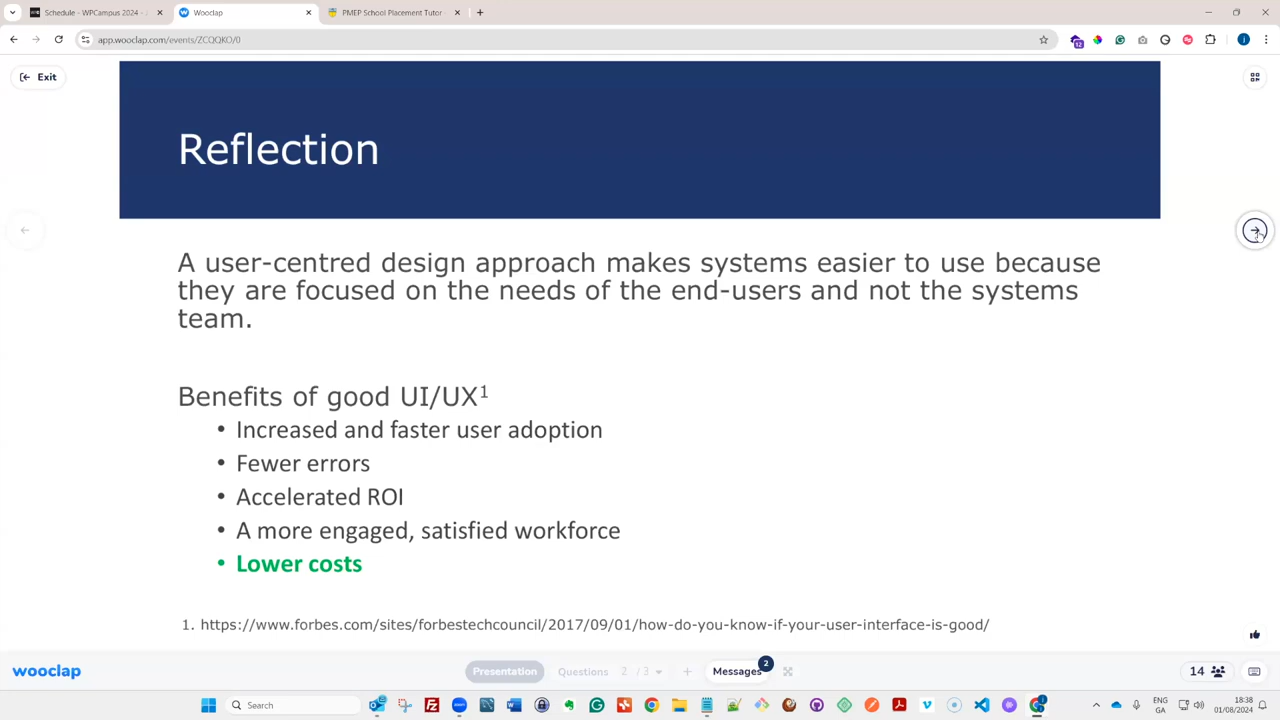 Schedule - WPCampus 2024 -
Wooclap
PMEP School Placement Tutor
app.wooclap.com/events/ZCQQKO/0
12
i
Exit
Reflection
A user-centred design approach makes systems easier to use because
they are focused on the needs of the end-users and not the systems
team.
Benefits of good UI/UX¹
• Increased and faster user adoption
• Fewer errors
• Accelerated ROI
• A more engaged, satisfied workforce
• Lower costs
1. https://www.forbes.com/sites/forbestechcouncil/2017/09/01/how-do-you-know-if-your-user-interface-is-good/
wooclap
Presentation
Questions 2 / 3
Messages 2
14
Search
ENG
GA
18:38
01/08/2024